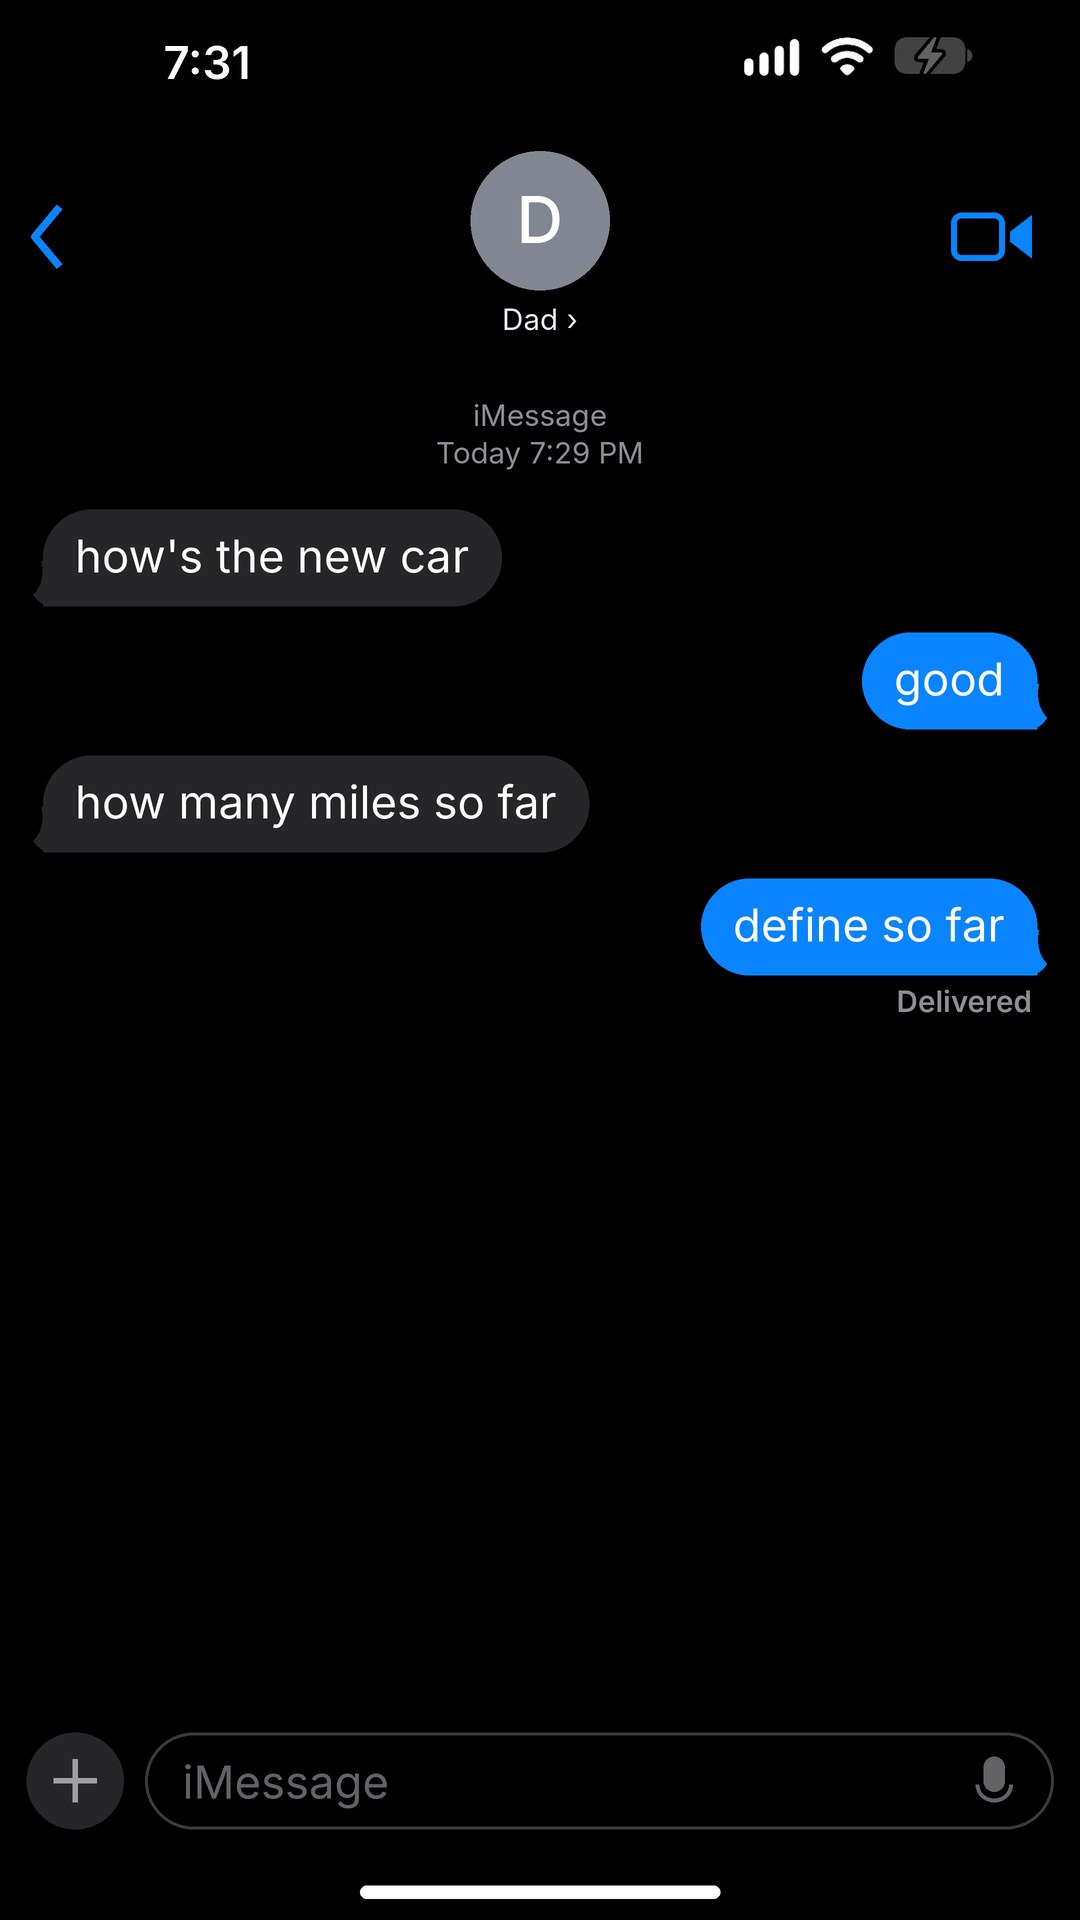 7:31
D
Dad ›
iMessage
Today 7:29 PM
how's the new car
good
how many miles so far
define so far
Delivered
iMessage